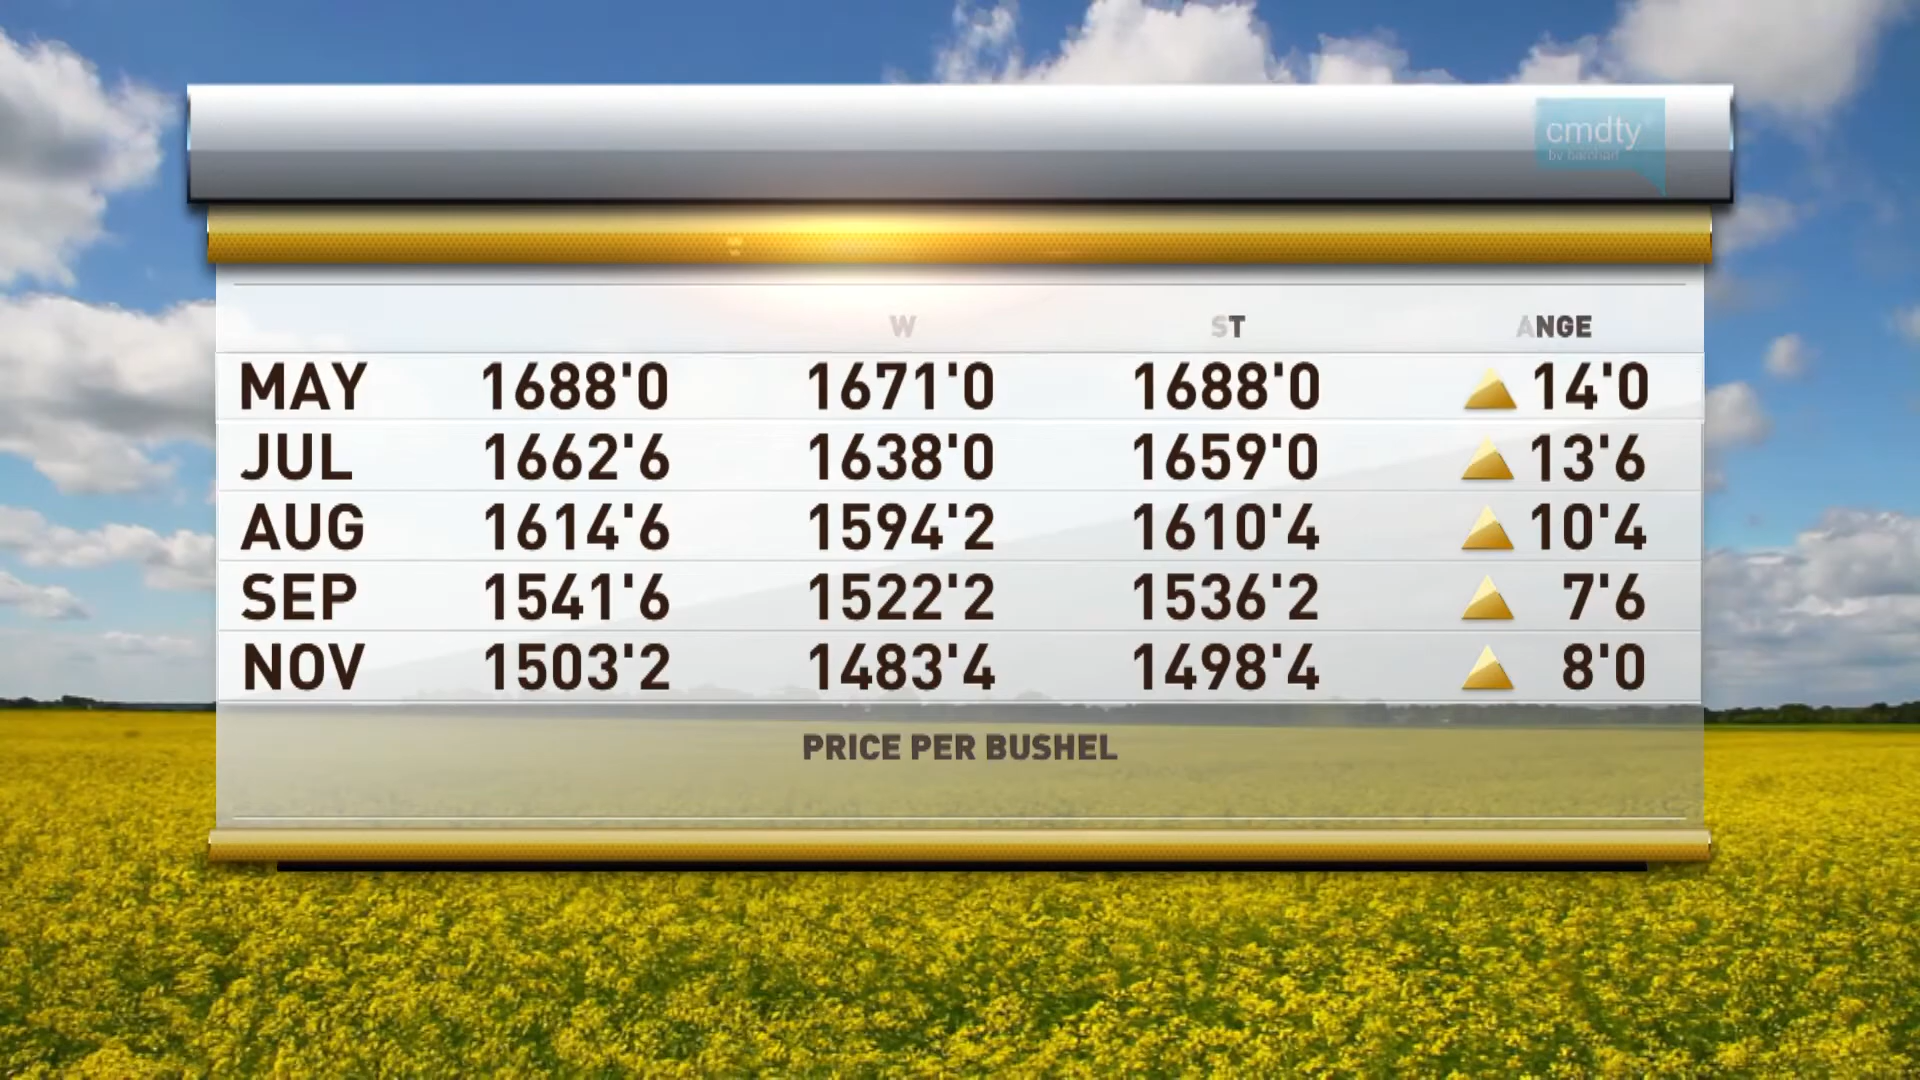 cmdty
by barchart
W ST ANGE
MAY 1688'0 1671'0 1688'0 14'0
JUL 1662'6 1638'0 1659'0 13'6
AUG 1614'6 1594'2 1610'4 10'4
SEP 1541'6 1522'2 1536'2 7'6
NOV 1503'2 1483'4 1498'4 8'0
PRICE PER BUSHEL